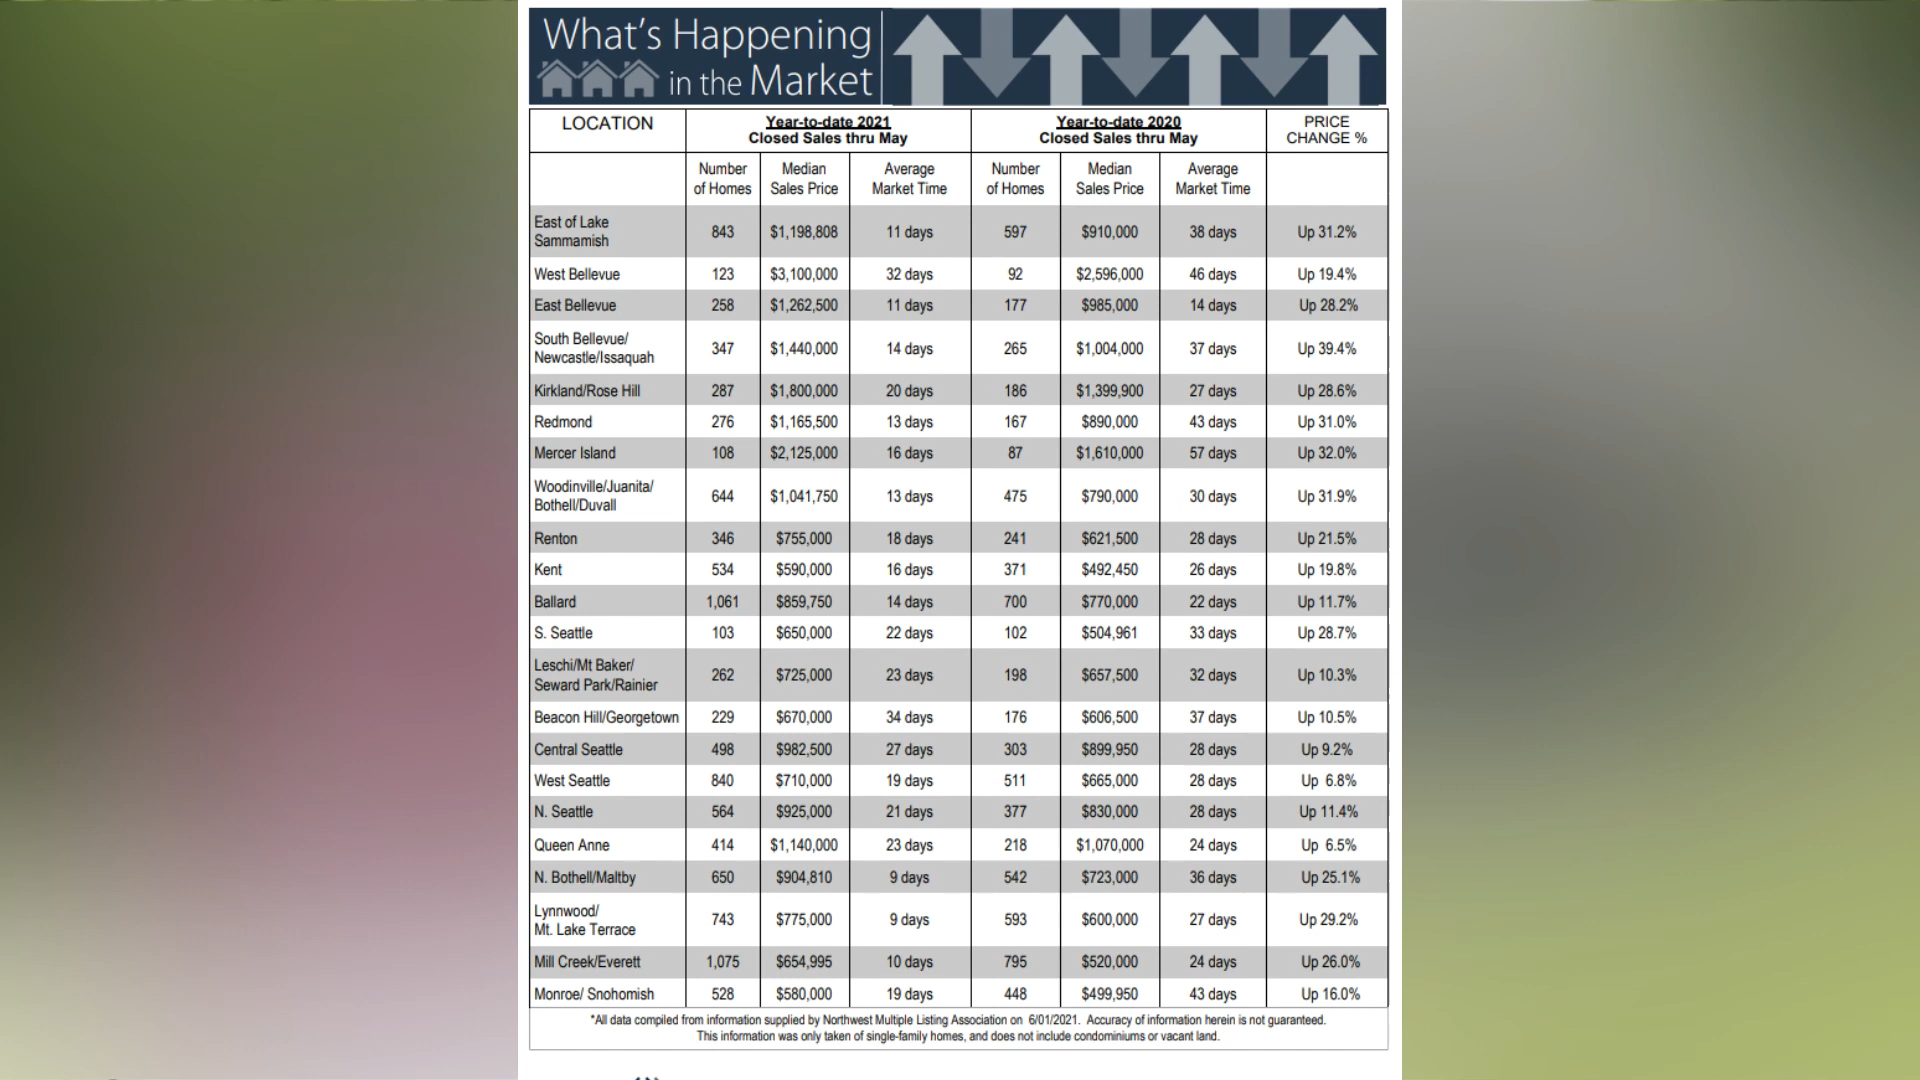 What's Happening
in the Market
LOCATION
Year-to-date 2021
Closed Sales thru May
Year-to-date 2020
Closed Sales thru May
PRICE
CHANGE %
Number
of Homes
Median
Sales Price
Average
Market Time
Number
of Homes
Median
Sales Price
Average
Market Time
East of Lake
Sammamish
843 $1,198,808 11 days 597 $910,000 38 days Up 31.2%
West Bellevue 123 $3,100,000 32 days 92 $2,596,000 46 days Up 19.4%
East Bellevue 258 $1,262,500 11 days 177 $985,000 14 days Up 28.2%
South Bellevue/
Newcastle/Issaquah
347 $1,440,000 14 days 265 $1,004,000 37 days Up 39.4%
Kirkland/Rose Hill 287 $1,800,000 20 days 186 $1,399,900 27 days Up 28.6%
Redmond 276 $1,165,500 13 days 167 $890,000 43 days Up 31.0%
Mercer Island 108 $2,125,000 16 days 87 $1,610,000 57 days Up 32.0%
Woodinville/Juanita/
Bothell/Duvall
644 $1,041,750 13 days 475 $790,000 30 days Up 31.9%
Renton 346 $755,000 18 days 241 $621,500 28 days Up 21.5%
Kent 534 $590,000 16 days 371 $492,450 26 days Up 19.8%
Ballard 1,061 $859,750 14 days 700 $770,000 22 days Up 11.7%
S. Seattle 103 $650,000 22 days 102 $504,961 33 days Up 28.7%
Leschi/Mt Baker/
Seward Park/Rainier
262 $725,000 23 days 198 $657,500 32 days Up 10.3%
Beacon Hill/Georgetown 229 $670,000 34 days 176 $606,500 37 days Up 10.5%
Central Seattle 498 $982,500 27 days 303 $899,950 28 days Up 9.2%
West Seattle 840 $710,000 19 days 511 $665,000 28 days Up 6.8%
N. Seattle 564 $925,000 21 days 377 $830,000 28 days Up 11.4%
Queen Anne 414 $1,140,000 23 days 218 $1,070,000 24 days Up 6.5%
N. Bothell/Maltby 650 $904,810 9 days 542 $723,000 36 days Up 25.1%
Lynnwood/
Mt. Lake Terrace
743 $775,000 9 days 593 $600,000 27 days Up 29.2%
Mill Creek/Everett 1,075 $654,995 10 days 795 $520,000 24 days Up 26.0%
Monroe/ Snohomish 528 $580,000 19 days 448 $499,950 43 days Up 16.0%
*All data compiled from information supplied by Northwest Multiple Listing Association on 6/01/2021. Accuracy of information herein is not guaranteed.
This information was only taken of single-family homes, and does not include condominiums or vacant land.